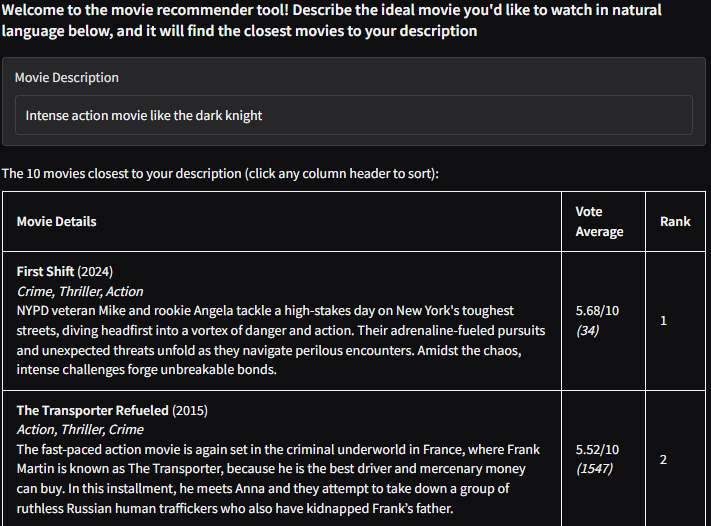 Welcome to the movie recommender tool! Describe the ideal movie you'd like to watch in natural
language below, and it will find the closest movies to your description
Movie Description
Intense action movie like the dark knight
The 10 movies closest to your description (click any column header to sort):
Movie Details
Vote
Average
Rank
First Shift (2024)
Crime, Thriller, Action
NYPD veteran Mike and rookie Angela tackle a high-stakes day on New York's toughest
streets, diving headfirst into a vortex of danger and action. Their adrenaline-fueled pursuits
and unexpected threats unfold as they navigate perilous encounters. Amidst the chaos,
intense challenges forge unbreakable bonds.
5.68/10
(34)
1
The Transporter Refueled (2015)
Action, Thriller, Crime
The fast-paced action movie is again set in the criminal underworld in France, where Frank
Martin is known as The Transporter, because he is the best driver and mercenary money
can buy. In this installment, he meets Anna and they attempt to take down a group of
ruthless Russian human traffickers who also have kidnapped Frank’s father.
5.52/10
(1547)
2